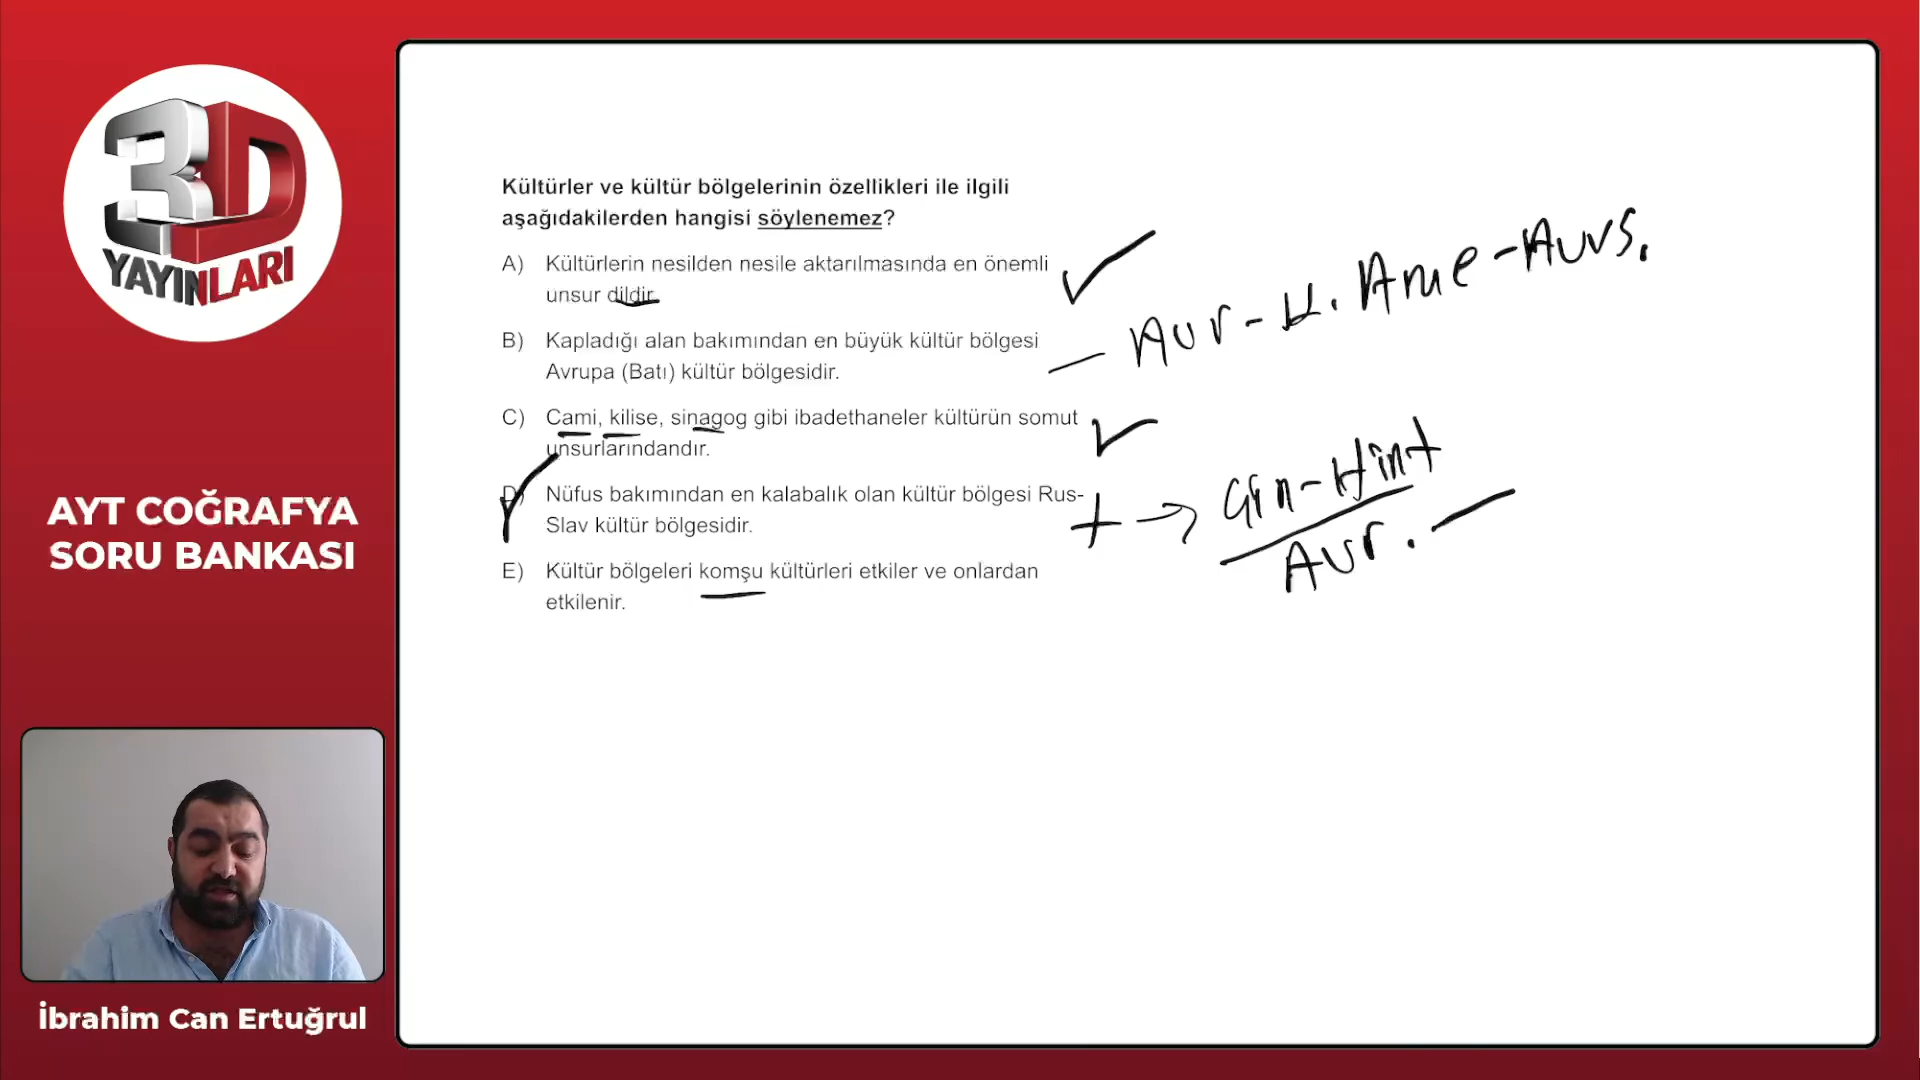 3D
YAYINLARI
AYT COĞRAFYA
SORU BANKASI
İbrahim Can Ertuğrul
Kültürler ve kültür bölgelerinin özellikleri ile ilgili
aşağıdakilerden hangisi söylenemez?
A) Kültürlerin nesilden nesile aktarılmasında en önemli
unsur dildir.
B) Kapladığı alan bakımından en büyük kültür bölgesi
Avrupa (Batı) kültür bölgesidir.
C) Cami, kilise, sinagog gibi ibadethaneler kültürün somut
unsurlarındandır.
D) Nüfus bakımından en kalabalık olan kültür bölgesi Rus-
Slav kültür bölgesidir.
E) Kültür bölgeleri komşu kültürleri etkiler ve onlardan
etkilenir.
— Avr - K. Ame - Avrs.
+ → Çin - Hint
Avr. —